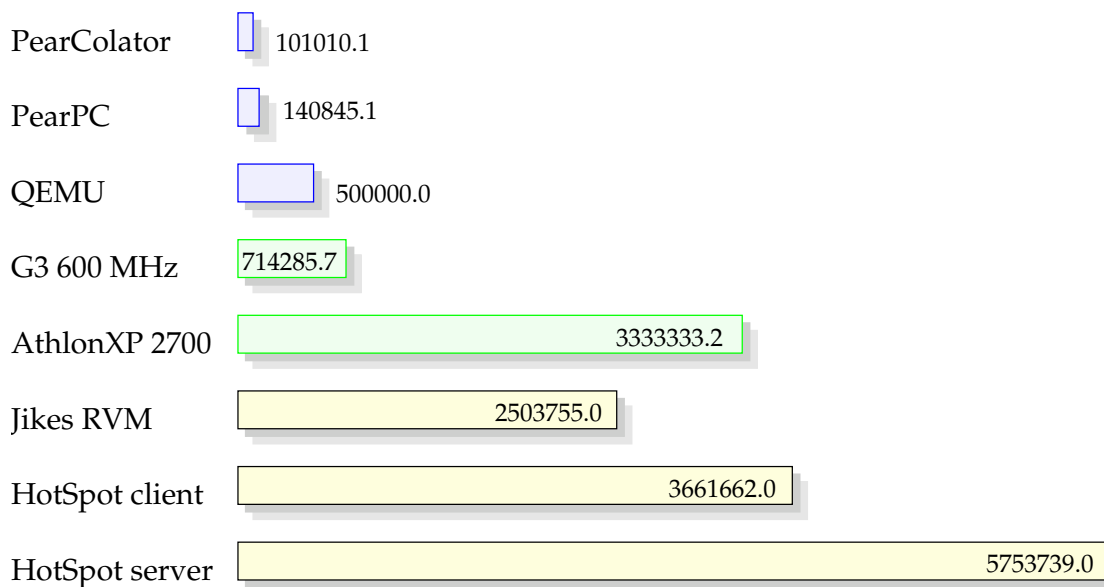 PearColator 101010.1
PearPC 140845.1
QEMU 500000.0
G3 600 MHz 714285.7
AthlonXP 2700 3333333.2
Jikes RVM 2503755.0
HotSpot client 3661662.0
HotSpot server 5753739.0